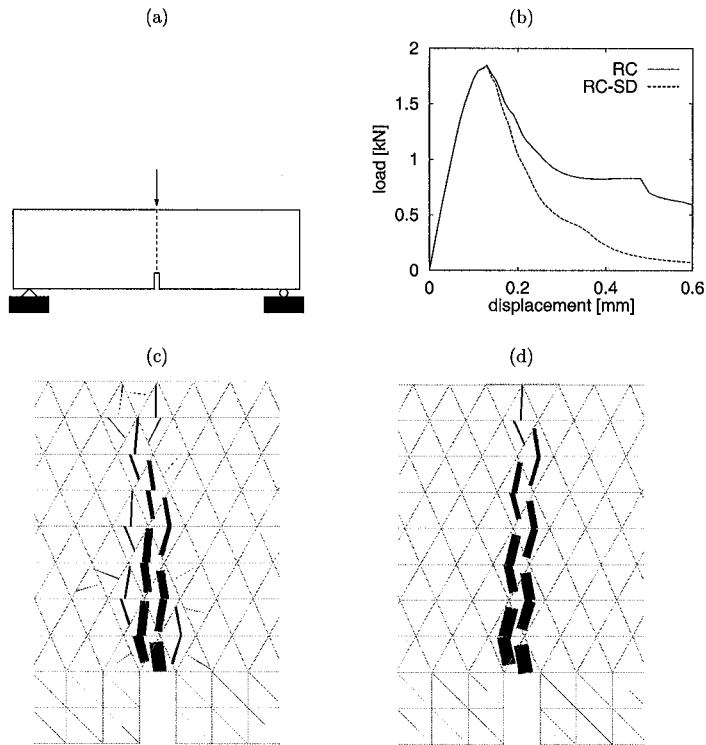 (a)
(b)
2
1.5
1
0.5
0
load [kN]
RC
RC-SD
0 0.2 0.4 0.6
displacement [mm]
(c)
(d)